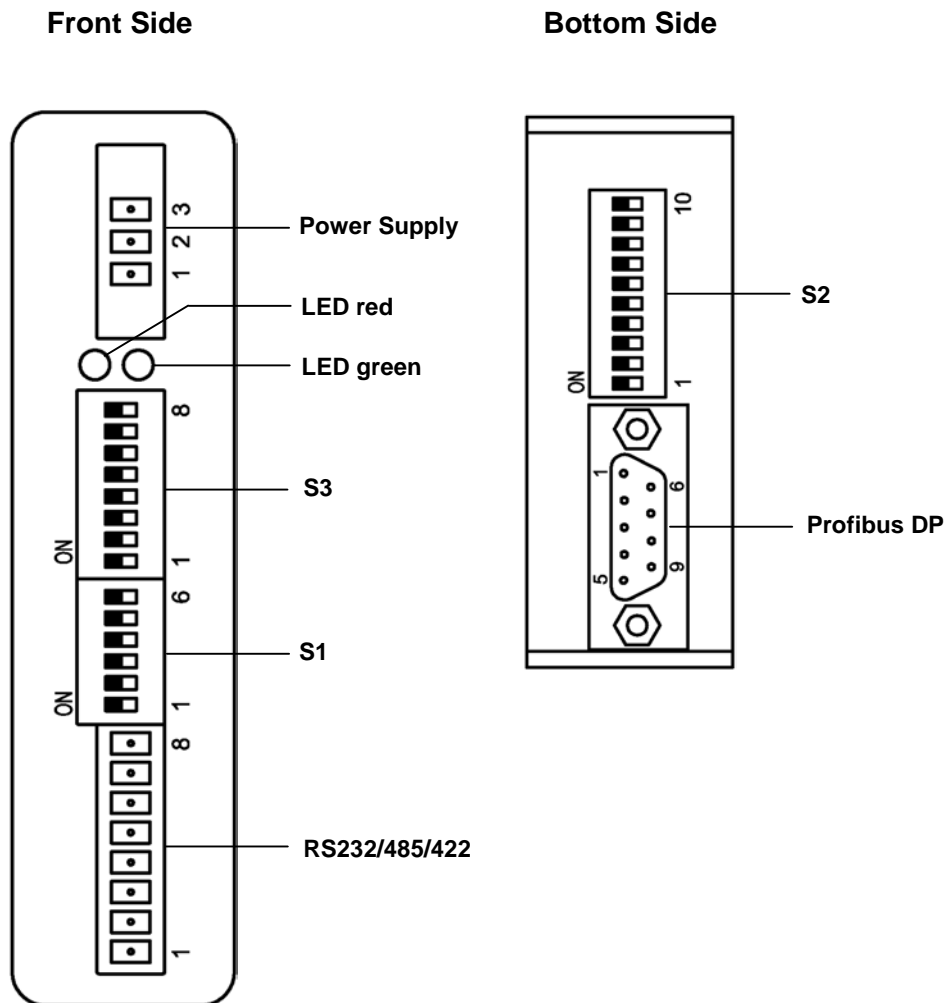 Front Side
Bottom Side
3
2
1
Power Supply
LED red
LED green
8
S3
ON
1
6
S1
ON
1
8
RS232/485/422
1
10
S2
ON
1
1
6
Profibus DP
5
9